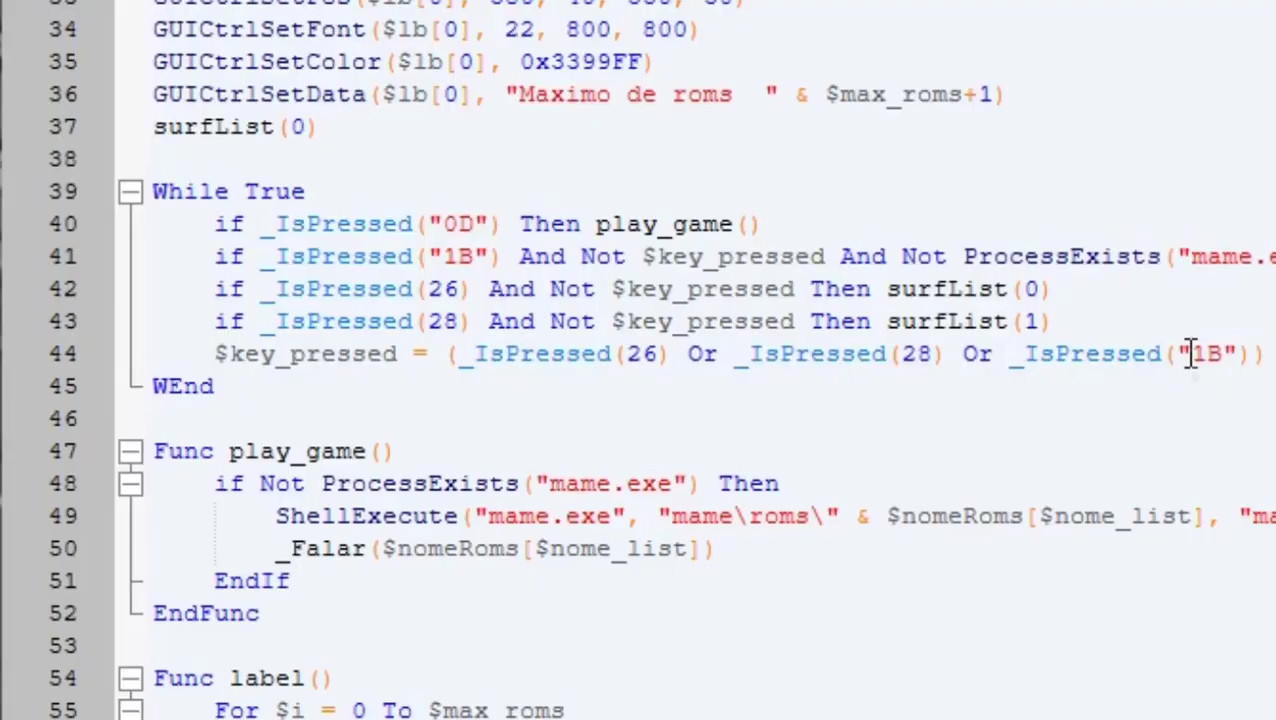 34 GUICtrlSetFont($lb[0], 22, 800, 800)
35 GUICtrlSetColor($lb[0], 0x3399FF)
36 GUICtrlSetData($lb[0], "Maximo de roms  " & $max_roms+1)
37 surfList(0)
38
39 While True
40 if _IsPressed("0D") Then play_game()
41 if _IsPressed("1B") And Not $key_pressed And Not ProcessExists("mame.e
42 if _IsPressed(26) And Not $key_pressed Then surfList(0)
43 if _IsPressed(28) And Not $key_pressed Then surfList(1)
44 $key_pressed = (_IsPressed(26) Or _IsPressed(28) Or _IsPressed("1B"))
45 WEnd
46
47 Func play_game()
48 if Not ProcessExists("mame.exe") Then
49 ShellExecute("mame.exe", "mame\roms\" & $nomeRoms[$nome_list], "ma
50 _Falar($nomeRoms[$nome_list])
51 EndIf
52 EndFunc
53
54 Func label()
55 For $i = 0 To $max_roms